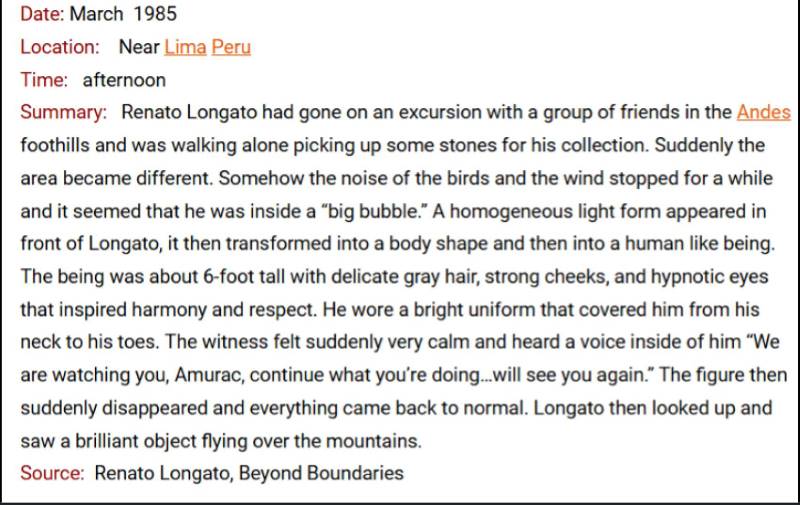 Date: March 1985
Location: Near Lima Peru
Time: afternoon
Summary: Renato Longato had gone on an excursion with a group of friends in the Andes
foothills and was walking alone picking up some stones for his collection. Suddenly the
area became different. Somehow the noise of the birds and the wind stopped for a while
and it seemed that he was inside a “big bubble.” A homogeneous light form appeared in
front of Longato, it then transformed into a body shape and then into a human like being.
The being was about 6-foot tall with delicate gray hair, strong cheeks, and hypnotic eyes
that inspired harmony and respect. He wore a bright uniform that covered him from his
neck to his toes. The witness felt suddenly very calm and heard a voice inside of him “We
are watching you, Amurac, continue what you’re doing…will see you again.” The figure then
suddenly disappeared and everything came back to normal. Longato then looked up and
saw a brilliant object flying over the mountains.
Source: Renato Longato, Beyond Boundaries